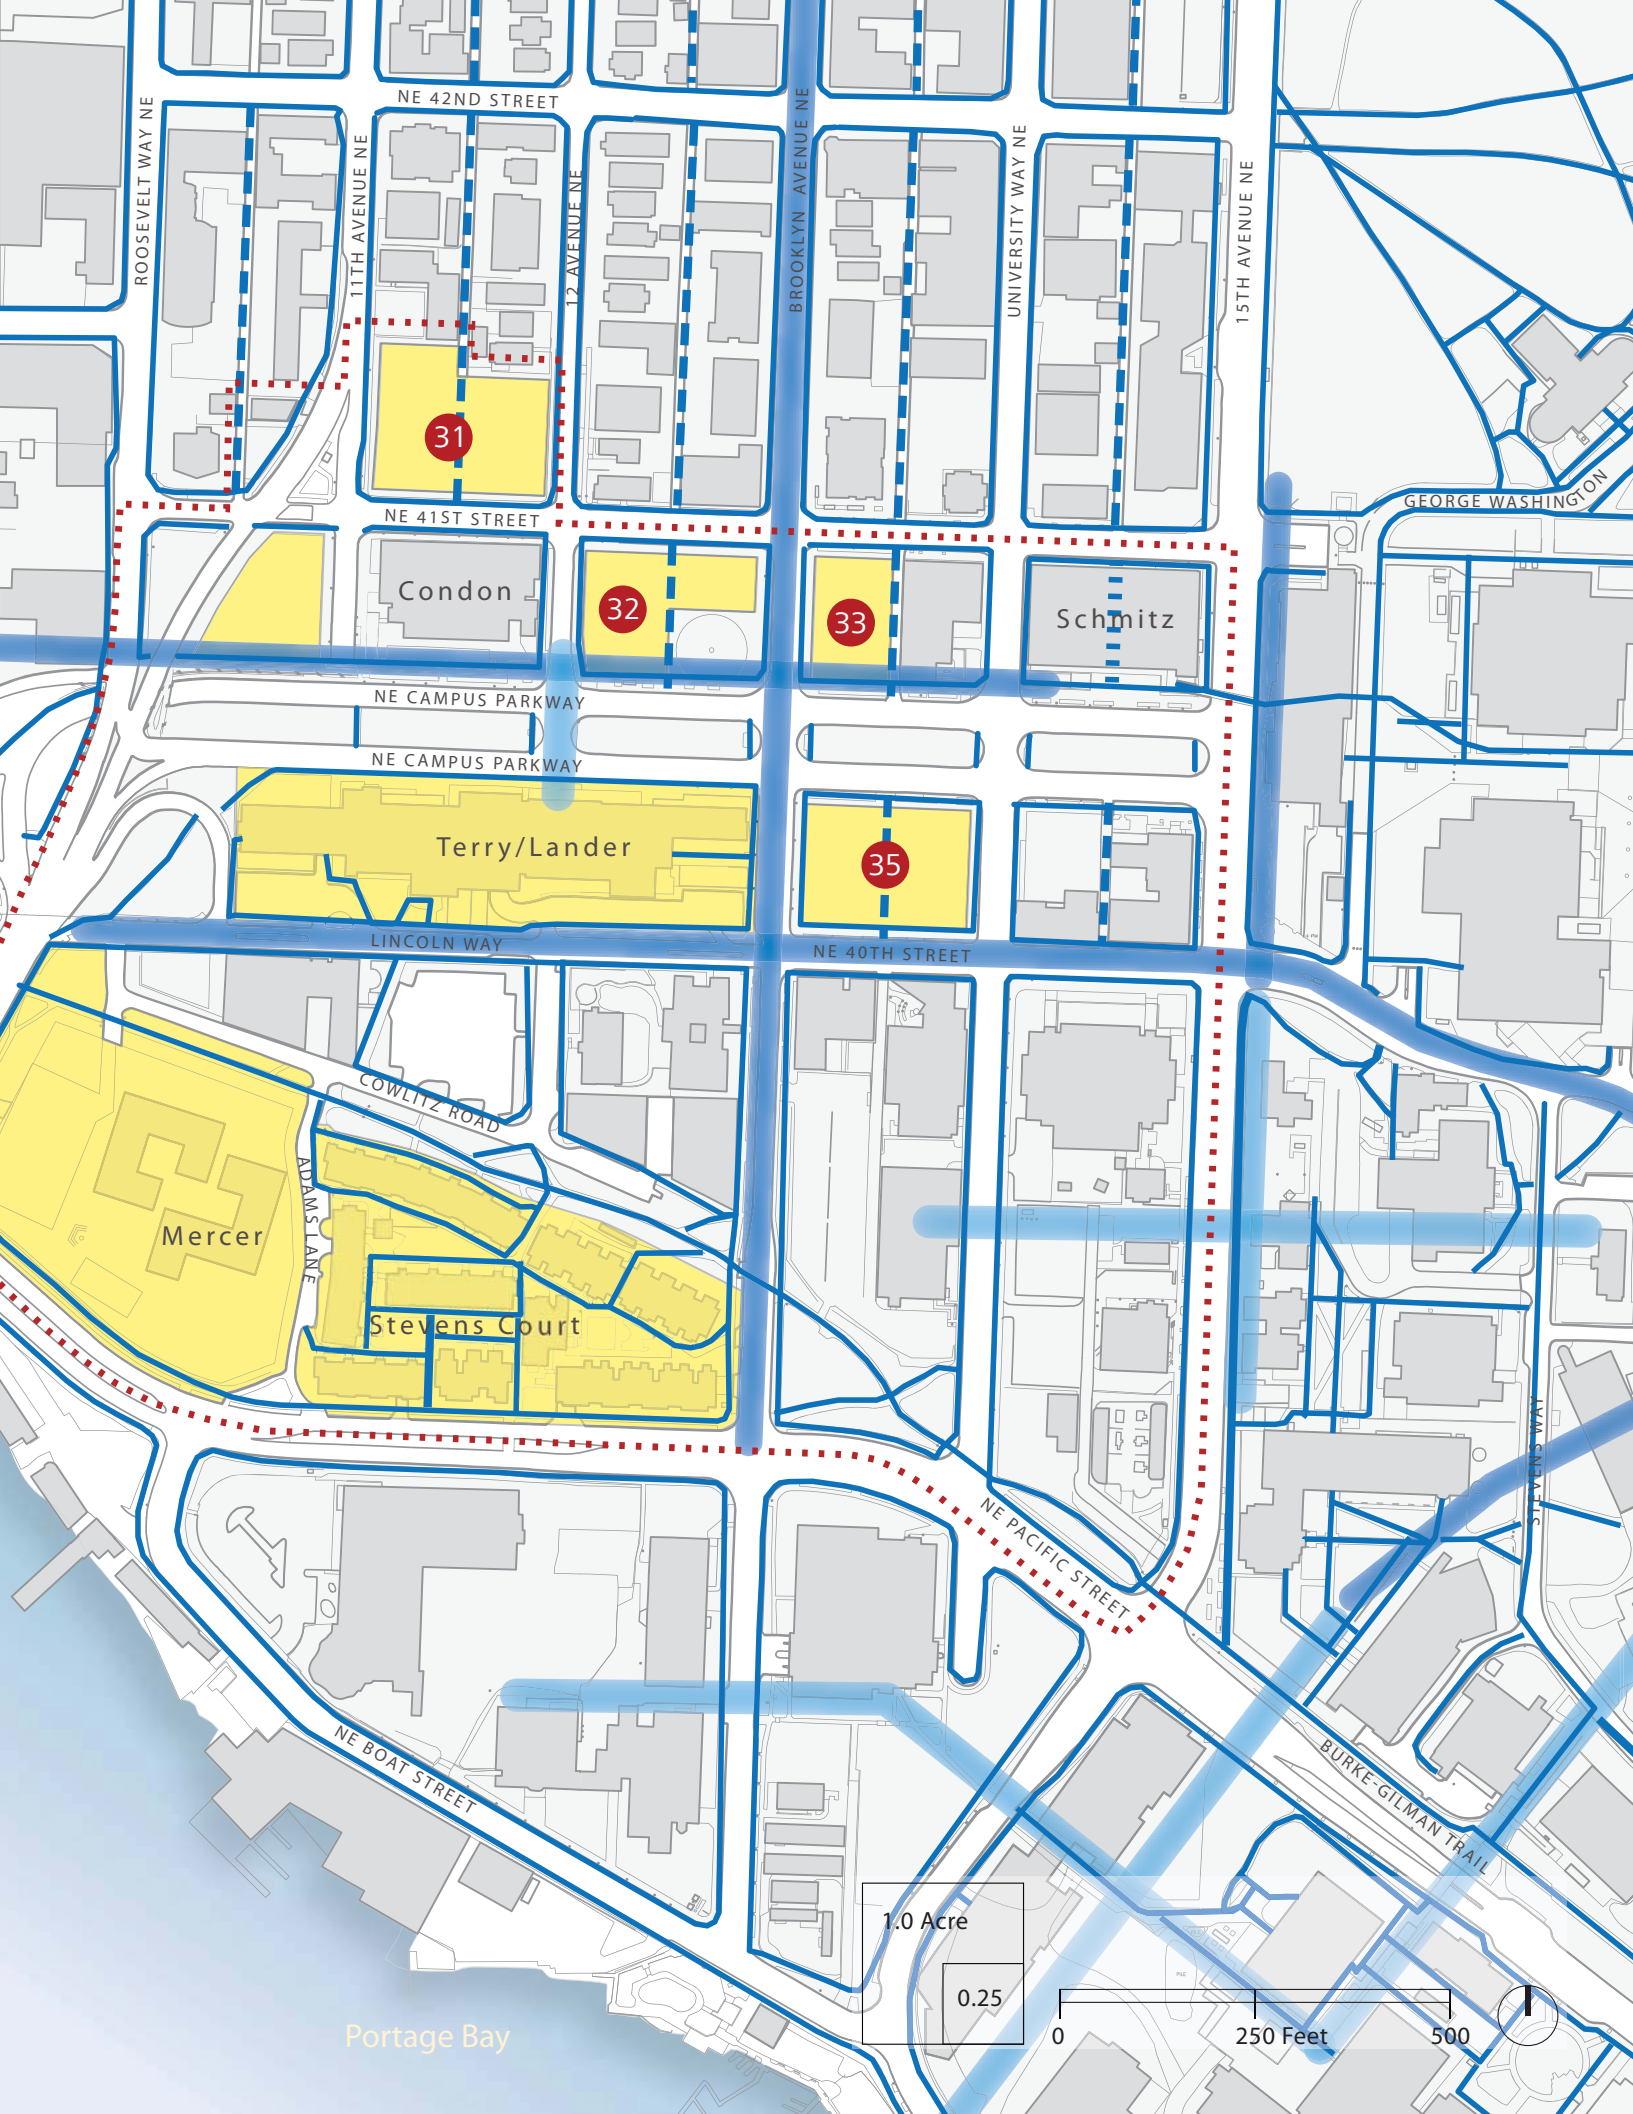 NE 42ND STREET
ROOSEVELT WAY NE
11TH AVENUE NE
12 AVENUE NE
BROOKLYN AVENUE NE
UNIVERSITY WAY NE
15TH AVENUE NE
31
GEORGE WASHINGTON
NE 41ST STREET
Condon
32
33
Schmitz
NE CAMPUS PARKWAY
NE CAMPUS PARKWAY
Terry/Lander
35
LINCOLN WAY
NE 40TH STREET
COWLITZ ROAD
ADAMS LANE
Mercer
Stevens Court
STEVENS WAY
NE PACIFIC STREET
NE BOAT STREET
BURKE-GILMAN TRAIL
1.0 Acre
0.25
0
250 Feet
500
Portage Bay